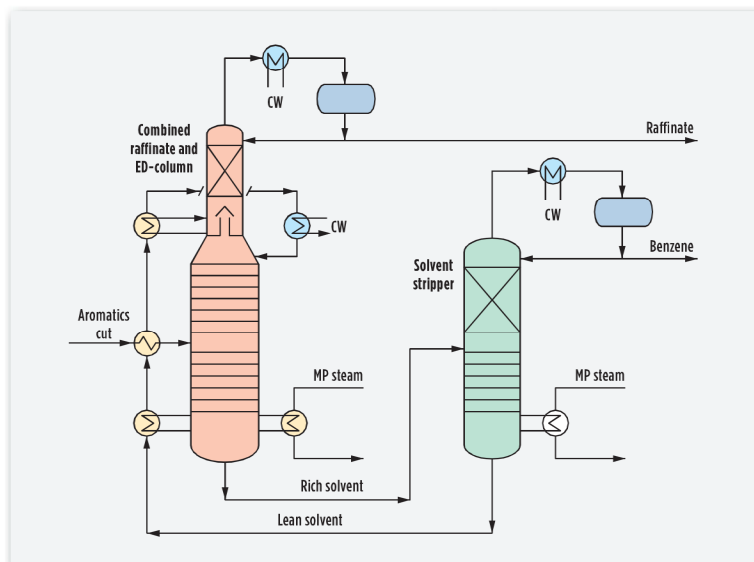 CW
Combined
raffinate and
ED-column
Raffinate
CW
CW
Benzene
Solvent
stripper
Aromatics
cut
MP steam
MP steam
Rich solvent
Lean solvent